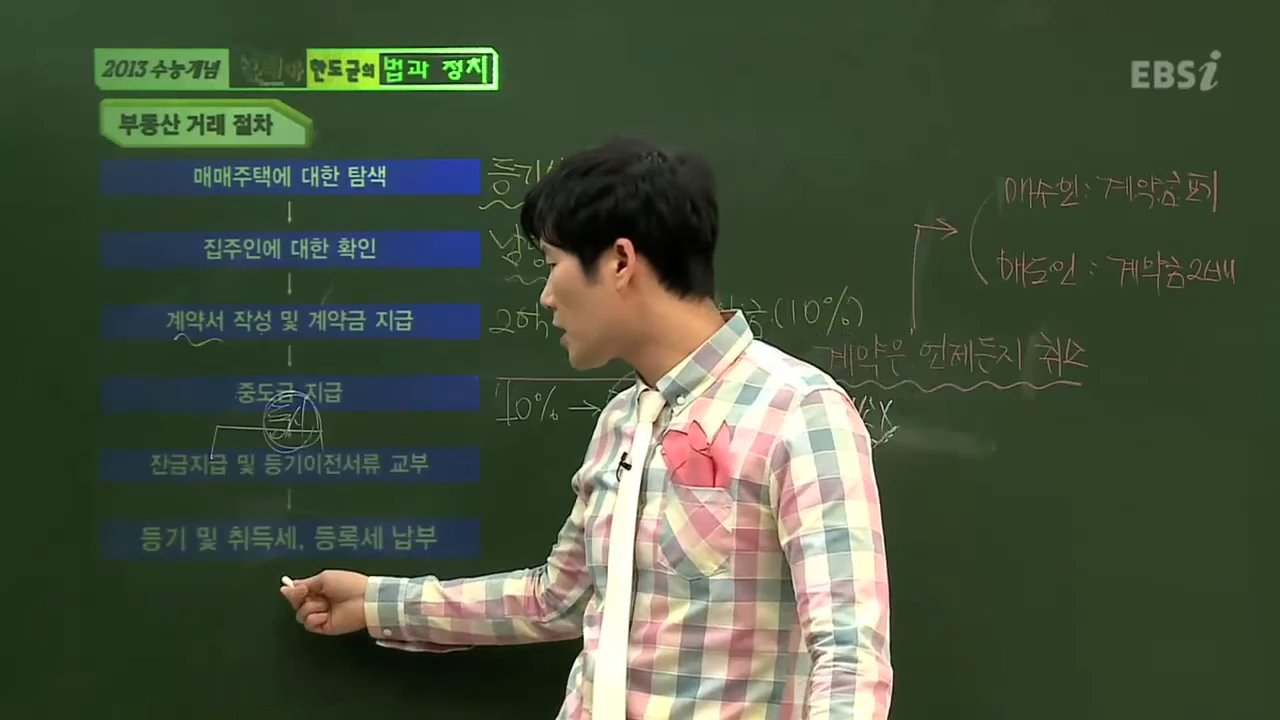 2013 수능개념 한도균의 법과 정치
EBSi
부동산 거래 절차
매매주택에 대한 탐색
집주인에 대한 확인
계약서 작성 및 계약금 지급
중도금 지급
동시
잔금지급 및 등기이전서류 교부
등기 및 취득세, 등록세 납부
(10%)
10% →
매수인 : 계약금 포기
매도인 : 계약금 2배
계약은 언제든지 취소